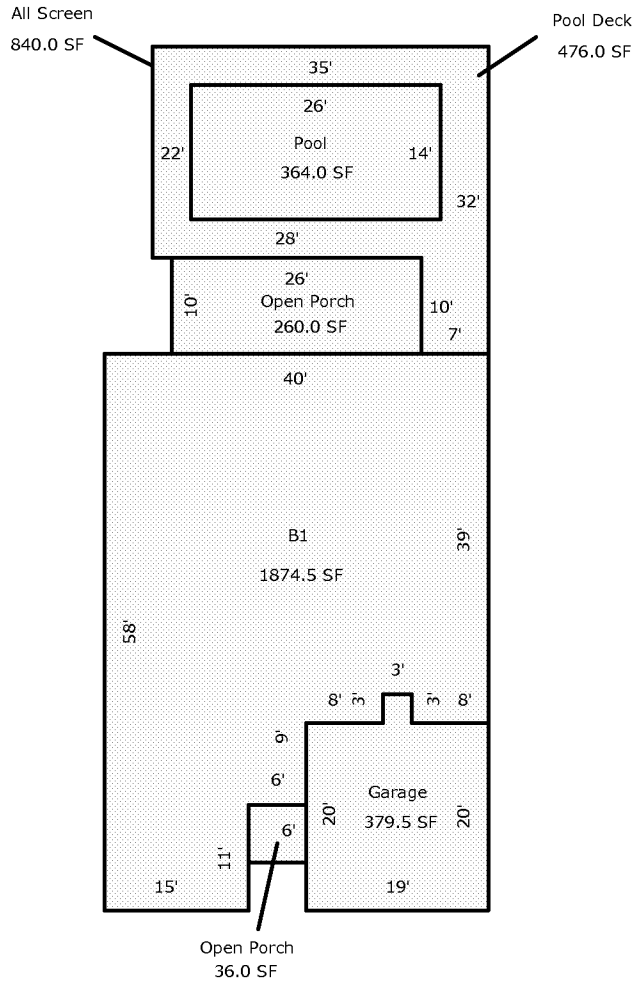 All Screen
840.0 SF
Pool Deck
476.0 SF
35'
26'
Pool
364.0 SF
22'
14'
32'
28'
26'
Open Porch
260.0 SF
10'
10'
7'
40'
B1
1874.5 SF
39'
58'
3'
8'
3'
3'
8'
9'
6'
Garage
379.5 SF
20'
20'
6'
11'
15'
19'
Open Porch
36.0 SF